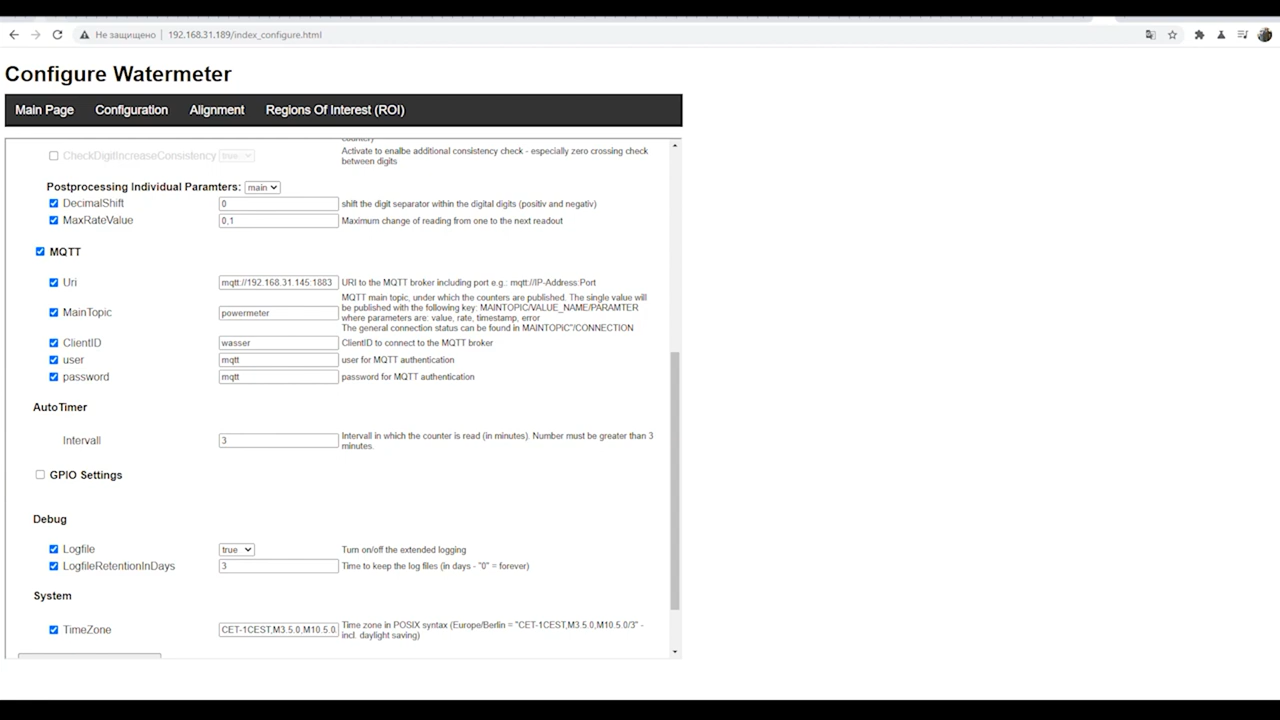 Не защищено
192.168.31.189/index_configure.html
Configure Watermeter
Main Page
Configuration
Alignment
Regions Of Interest (ROI)
counter)
CheckDigitIncreaseConsistency
true
Activate to enalbe additional consistency check - especially zero crossing check
between digits
Postprocessing Individual Paramters:
main
DecimalShift
0
shift the digit separator within the digital digits (positiv and negativ)
MaxRateValue
0,1
Maximum change of reading from one to the next readout
MQTT
Uri
mqtt://192.168.31.145:1883
URI to the MQTT broker including port e.g.: mqtt://IP-Address:Port
MainTopic
powermeter
MQTT main topic, under which the counters are published. The single value will
be published with the following key: MAINTOPIC/VALUE_NAME/PARAMTER
where parameters are: value, rate, timestamp, error
The general connection status can be found in MAINTOPIC"/CONNECTION
ClientID
wasser
ClientID to connect to the MQTT broker
user
mqtt
user for MQTT authentication
password
mqtt
password for MQTT authentication
AutoTimer
Intervall
3
Intervall in which the counter is read (in minutes). Number must be greater than 3
minutes.
GPIO Settings
Debug
Logfile
true
Turn on/off the extended logging
LogfileRetentionInDays
3
Time to keep the log files (in days - "0" = forever)
System
TimeZone
CET-1CEST,M3.5.0,M10.5.0
Time zone in POSIX syntax (Europe/Berlin = "CET-1CEST,M3.5.0,M10.5.0/3" -
incl. daylight saving)